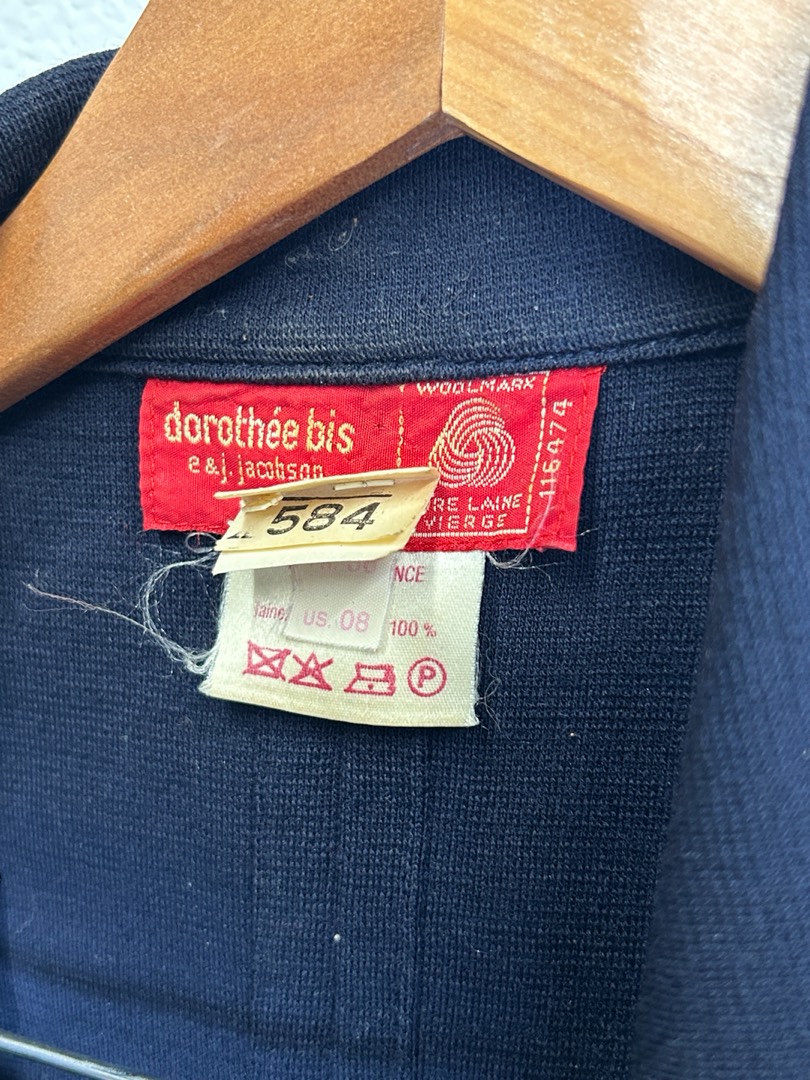 dorothée bis
e & j. jacobson
WOOLMARK
RE LAINE
VIERGE
116474
584
NCE
laine
us. 08
100 %
P